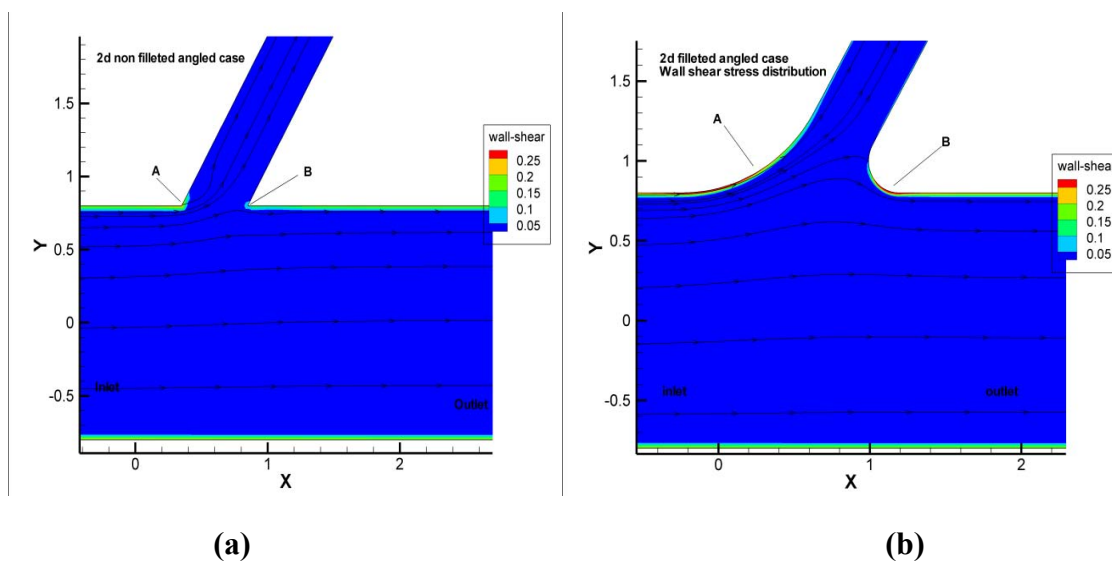 2d non filleted angled case
A
B
wall-shear
0.25
0.2
0.15
0.1
0.05
1.5
1
0.5
0
-0.5
Y
Inlet
Outlet
0
1
2
X
(a)
2d filleted angled case
Wall shear stress distribution
A
B
wall-shear
0.25
0.2
0.15
0.1
0.05
1.5
1
0.5
0
-0.5
Y
inlet
outlet
0
1
2
X
(b)